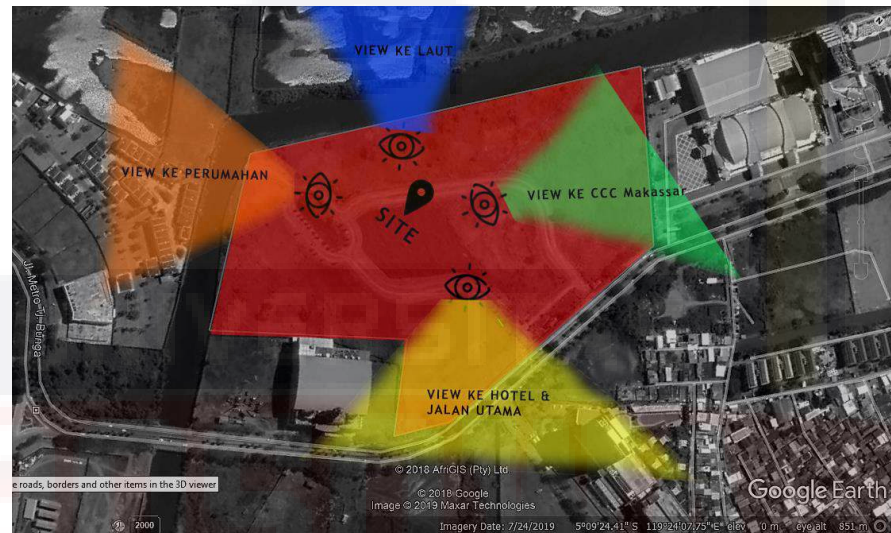 VIEW KE LAUT
VIEW KE PERUMAHAN
VIEW KE CCC Makassar
SITE
Jl. Metro Tj. Bunga
VIEW KE HOTEL &
JALAN UTAMA
© 2018 AfriGIS (Pty) Ltd
e roads, borders and other items in the 3D viewer
© 2018 Google
Image © 2019 Maxar Technologies
Google Earth
2000
Imagery Date: 7/24/2019 5°09'24.41" S 119°24'07.75" E elev 0 m eye alt 851 m